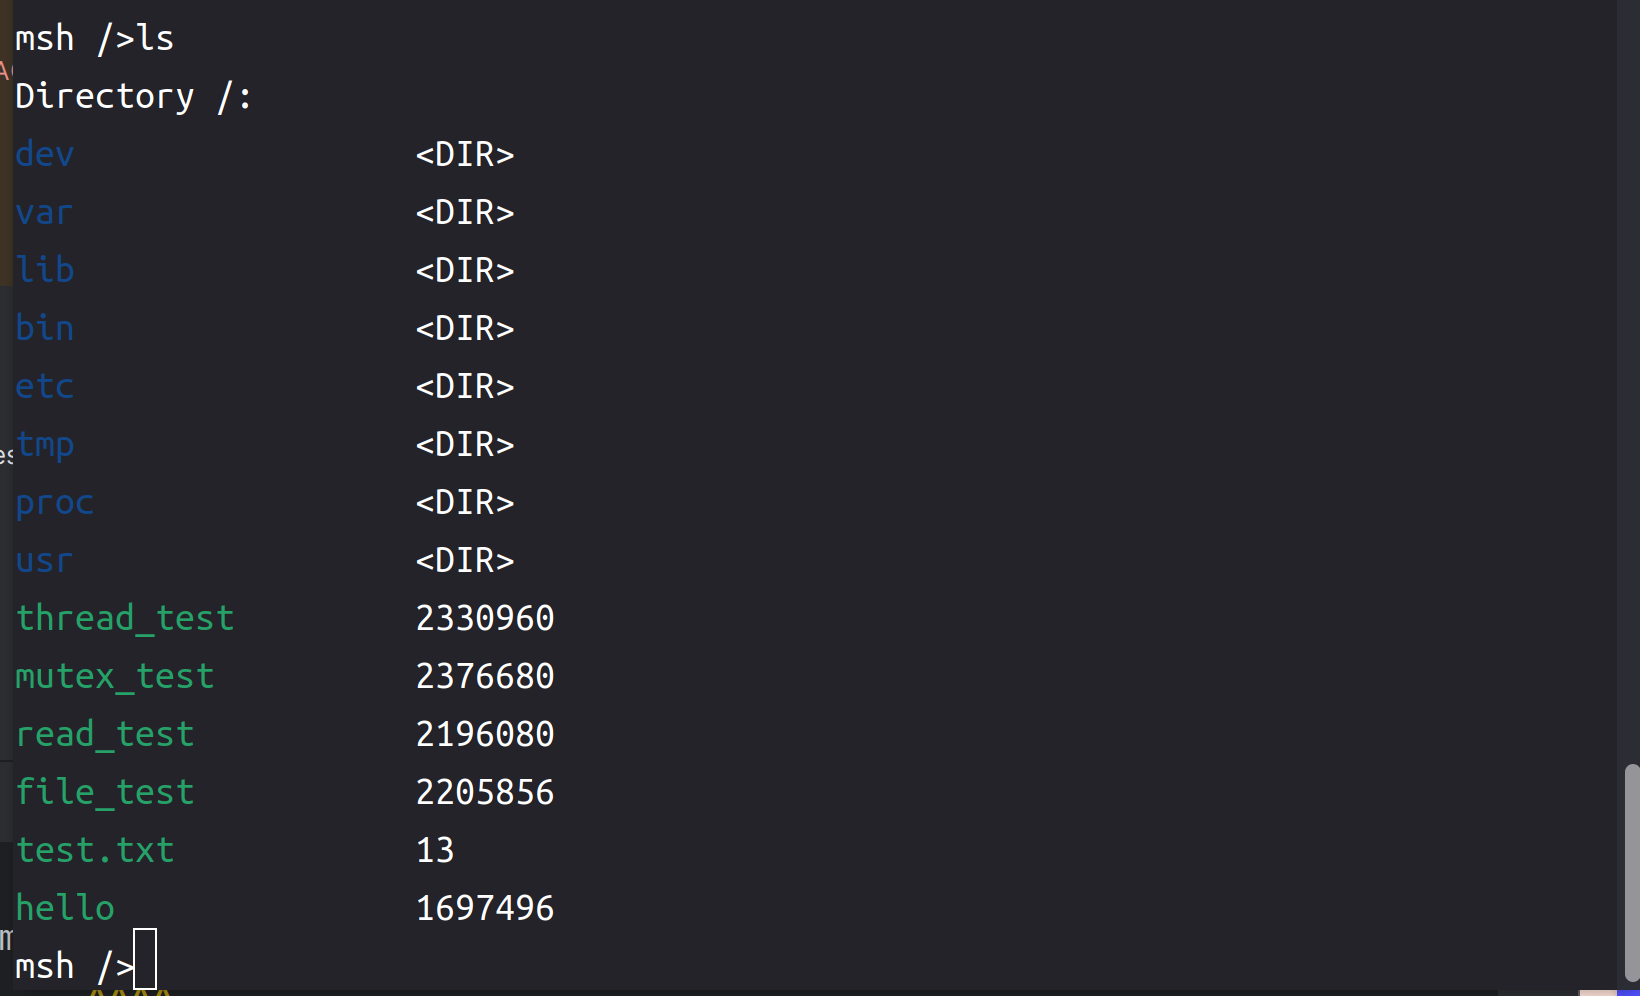 msh />ls
Directory /:
dev <DIR>
var <DIR>
lib <DIR>
bin <DIR>
etc <DIR>
tmp <DIR>
proc <DIR>
usr <DIR>
thread_test 2330960
mutex_test 2376680
read_test 2196080
file_test 2205856
test.txt 13
hello 1697496
msh />